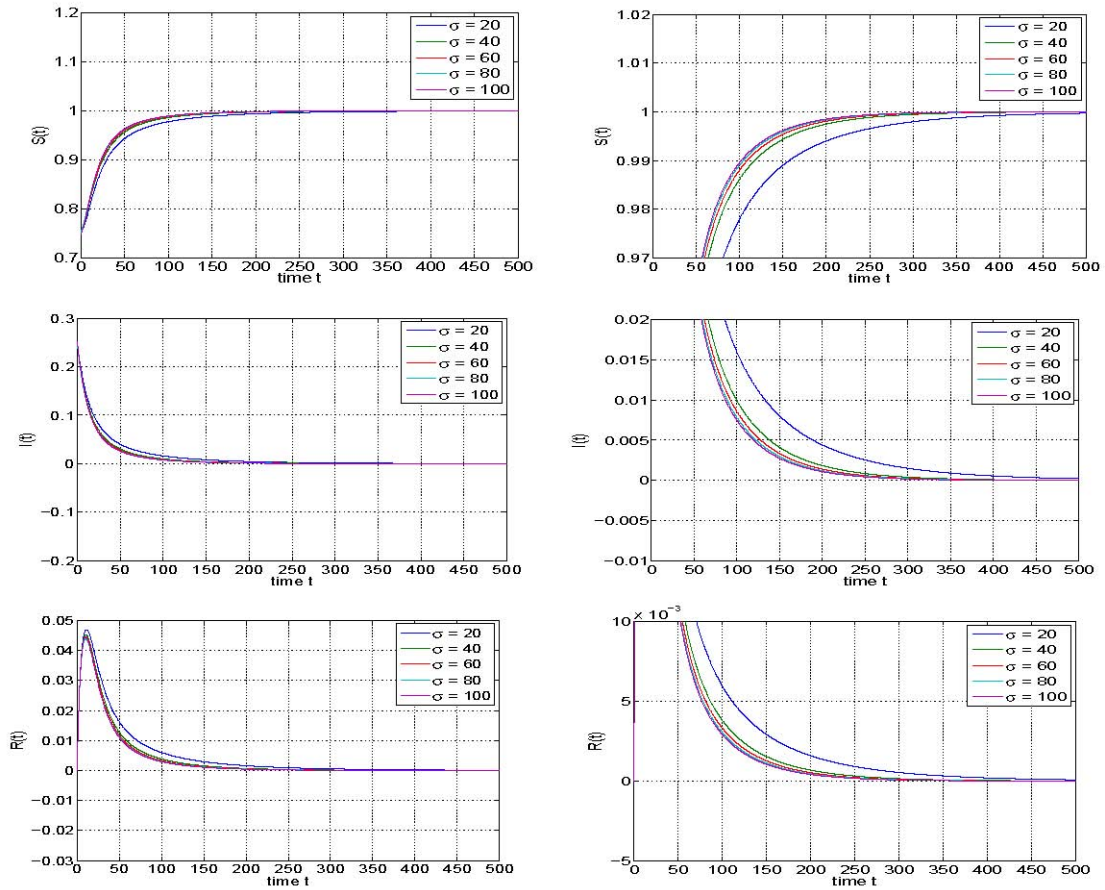 1.2
1.1
1
0.9
0.8
0.7
S(t)
0 50 100 150 200 250 300 350 400 450 500
time t
σ = 20
σ = 40
σ = 60
σ = 80
σ = 100
1.02
1.01
1
0.99
0.98
0.97
S(t)
0 50 100 150 200 250 300 350 400 450 500
time t
σ = 20
σ = 40
σ = 60
σ = 80
σ = 100
0.3
0.2
0.1
0
−0.1
−0.2
I(t)
0 50 100 150 200 250 300 350 400 450 500
time t
σ = 20
σ = 40
σ = 60
σ = 80
σ = 100
0.02
0.015
0.01
0.005
0
−0.005
−0.01
I(t)
0 50 100 150 200 250 300 350 400 450 500
time t
σ = 20
σ = 40
σ = 60
σ = 80
σ = 100
0.05
0.04
0.03
0.02
0.01
0
−0.01
−0.02
−0.03
R(t)
0 50 100 150 200 250 300 350 400 450 500
time t
σ = 20
σ = 40
σ = 60
σ = 80
σ = 100
10 × 10⁻³
5
0
−5
R(t)
0 50 100 150 200 250 300 350 400 450 500
time t
σ = 20
σ = 40
σ = 60
σ = 80
σ = 100